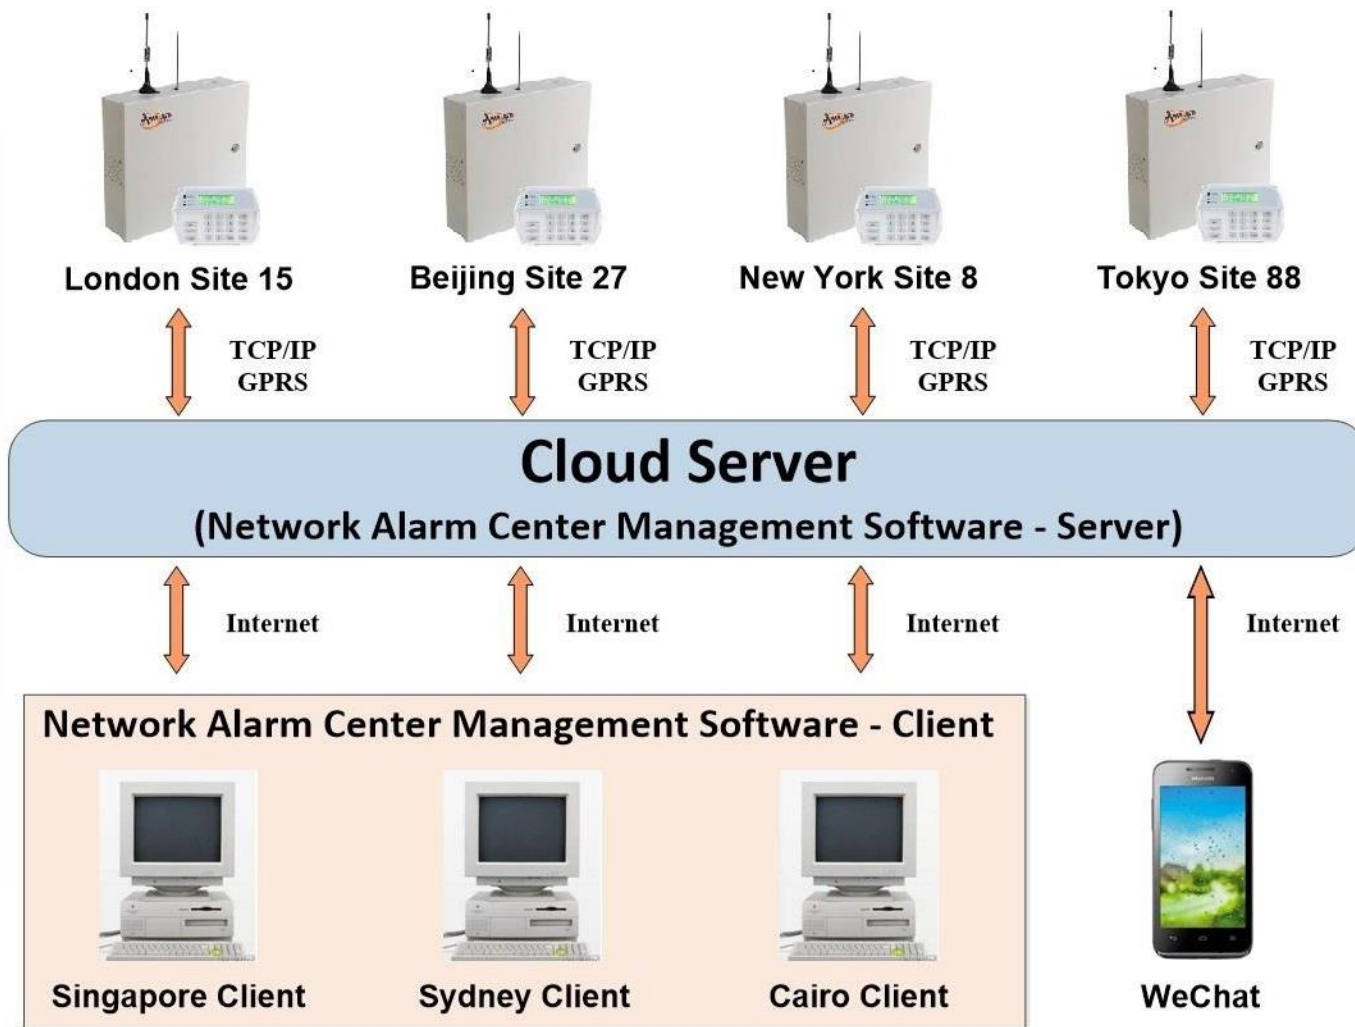 London Site 15
Beijing Site 27
New York Site 8
Tokyo Site 88
TCP/IP
GPRS
TCP/IP
GPRS
TCP/IP
GPRS
TCP/IP
GPRS
Cloud Server
(Network Alarm Center Management Software - Server)
Internet
Internet
Internet
Internet
Network Alarm Center Management Software - Client
Singapore Client
Sydney Client
Cairo Client
WeChat